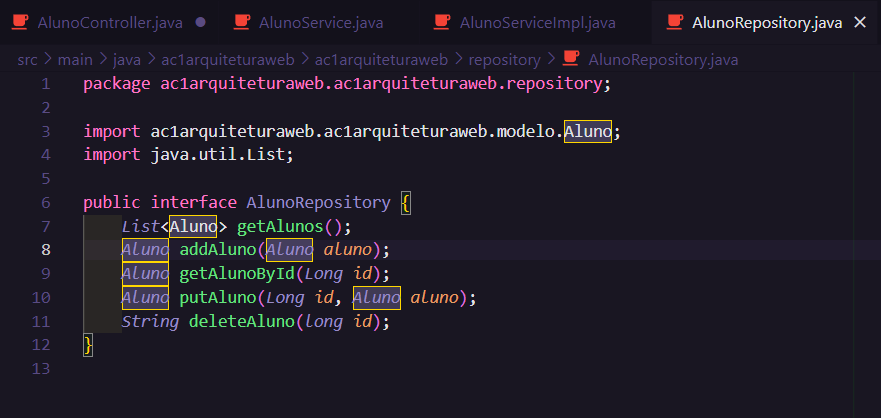 AlunoController.java AlunoService.java AlunoServiceImpl.java AlunoRepository.java
src > main > java > ac1arquiteturaweb > ac1arquiteturaweb > repository > AlunoRepository.java
1 package ac1arquiteturaweb.ac1arquiteturaweb.repository;
2
3 import ac1arquiteturaweb.ac1arquiteturaweb.modelo.Aluno;
4 import java.util.List;
5
6 public interface AlunoRepository {
7     List<Aluno> getAlunos();
8     Aluno addAluno(Aluno aluno);
9     Aluno getAlunoById(Long id);
10     Aluno putAluno(Long id, Aluno aluno);
11     String deleteAluno(long id);
12 }
13